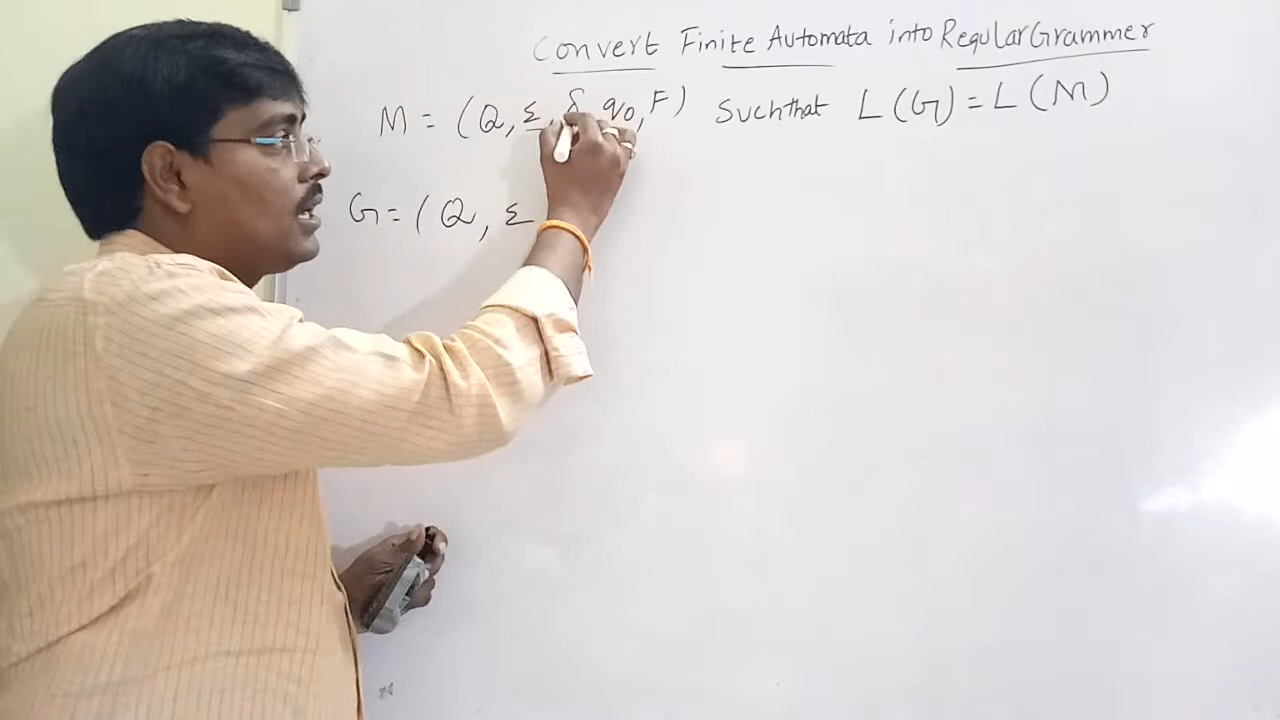 Convert Finite Automata into Regular Grammer
M = (Q, Σ, δ, q0, F) Such that L(G) = L(M)
G = (Q, Σ